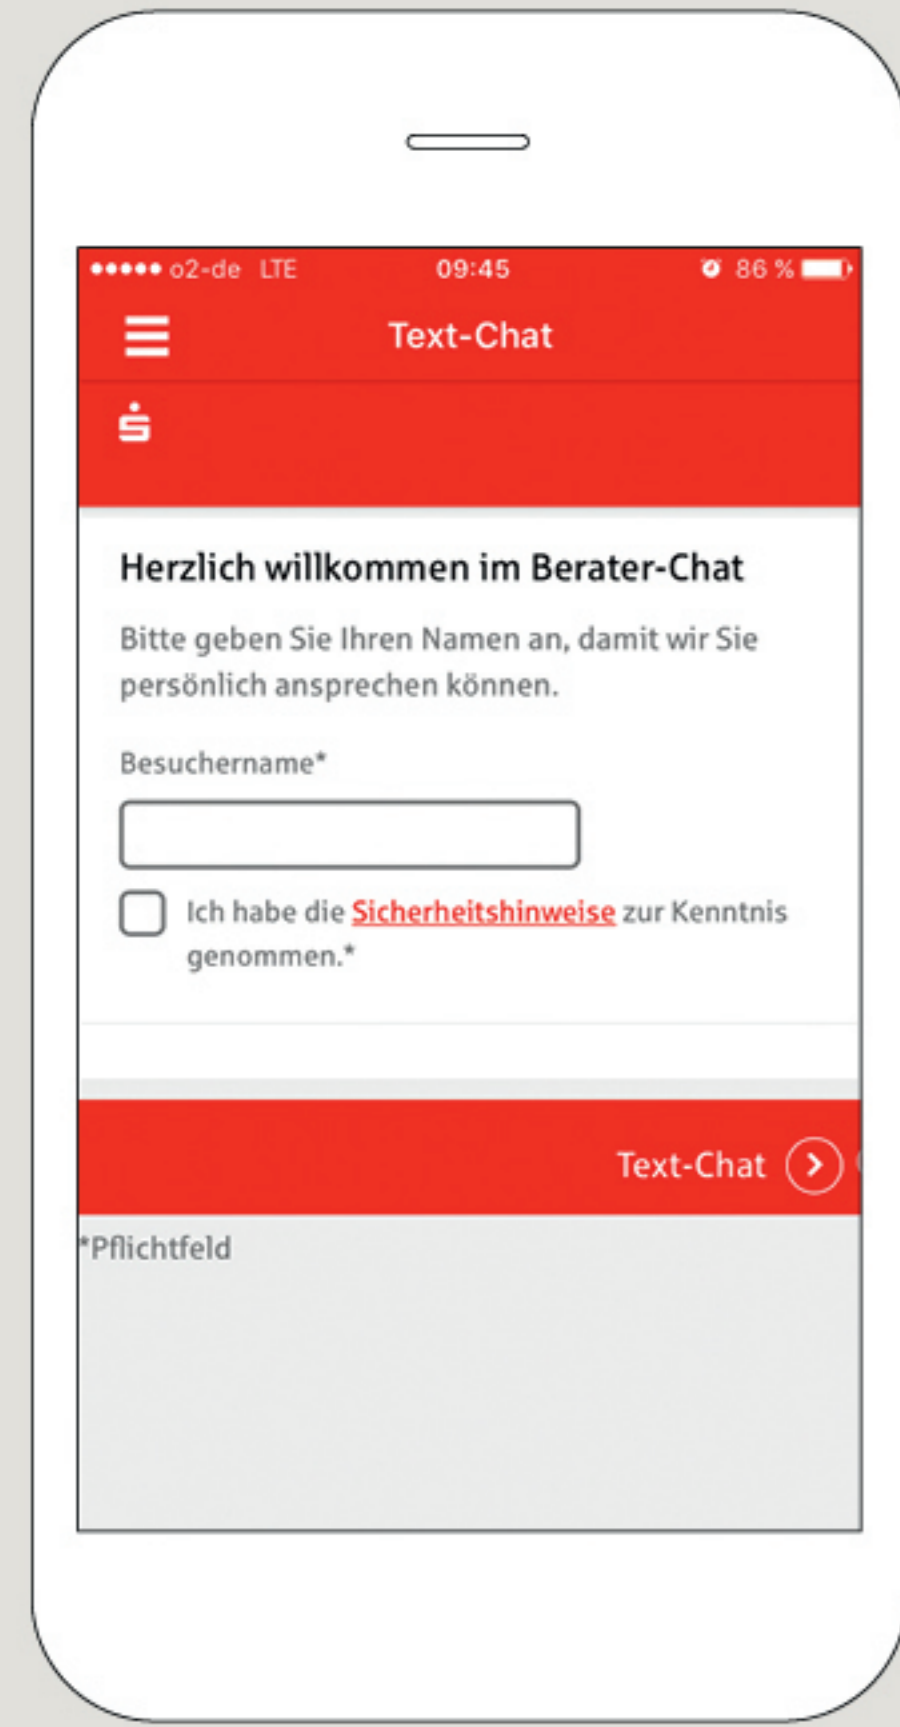 o2-de LTE 09:45 86 %
Text-Chat
Herzlich willkommen im Berater-Chat
Bitte geben Sie Ihren Namen an, damit wir Sie
persönlich ansprechen können.
Besuchername*
Ich habe die Sicherheitshinweise zur Kenntnis
genommen.*
Text-Chat
*Pflichtfeld